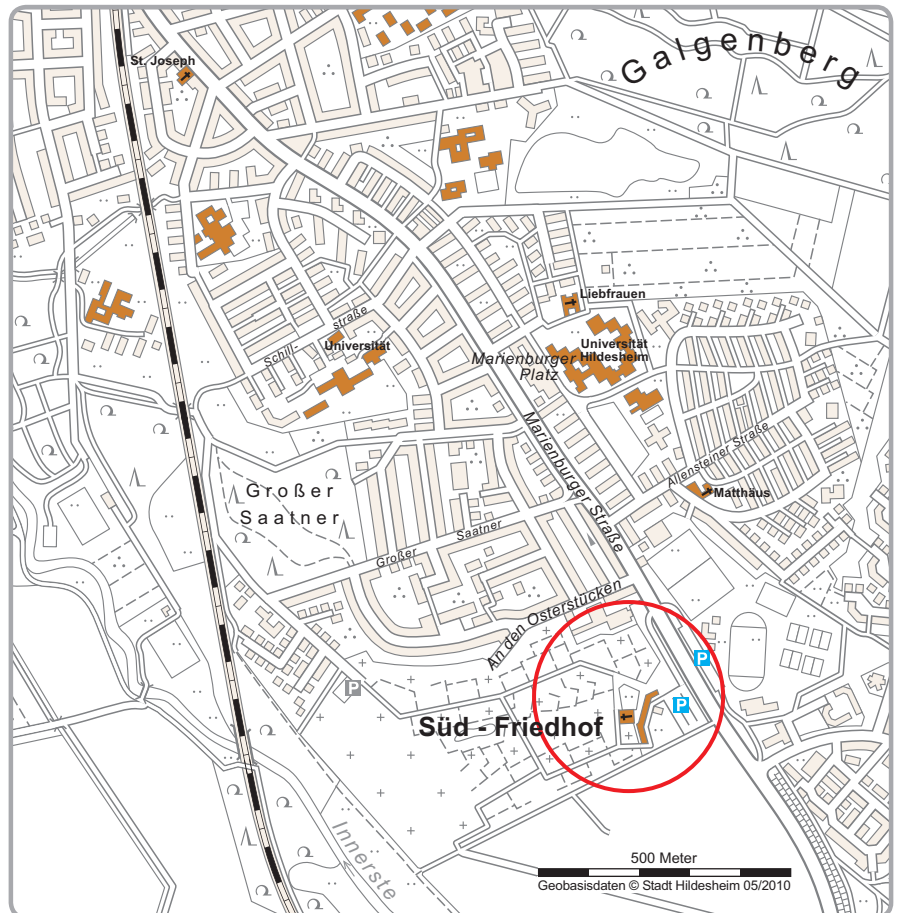 Galgenberg
St. Joseph
Liebfrauen
Schill-
straße
Universität
Universität
Hildesheim
Marienburger
Platz
Marienburger Straße
Allensteiner Straße
Matthäus
Großer
Saatner
Großer
Saatner
An den Osterstücken
P
P
P
Süd - Friedhof
Innerste
500 Meter
Geobasisdaten © Stadt Hildesheim 05/2010